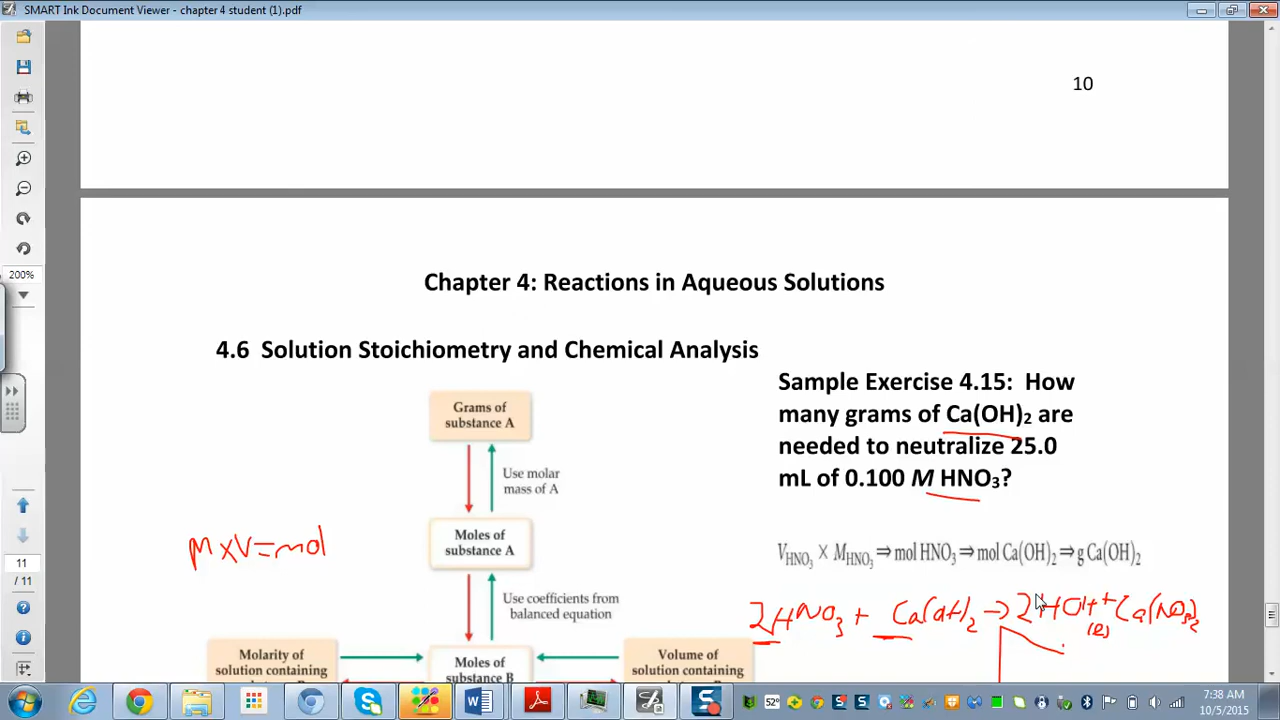 SMART Ink Document Viewer - chapter 4 student (1).pdf
10
200%
11
/ 11
Chapter 4: Reactions in Aqueous Solutions
4.6 Solution Stoichiometry and Chemical Analysis
Grams of
substance A
Use molar
mass of A
Moles of
substance A
Use coefficients from
balanced equation
Molarity of
solution containing
Moles of
substance B
Volume of
solution containing
M x V = mol
Sample Exercise 4.15: How
many grams of Ca(OH)₂ are
needed to neutralize 25.0
mL of 0.100 M HNO₃?
V_HNO₃ × M_HNO₃ ⇒ mol HNO₃ ⇒ mol Ca(OH)₂ ⇒ g Ca(OH)₂
2HNO₃ + Ca(OH)₂ → 2HOH + Ca(NO₃)₂
(l)
52°
7:38 AM
10/5/2015